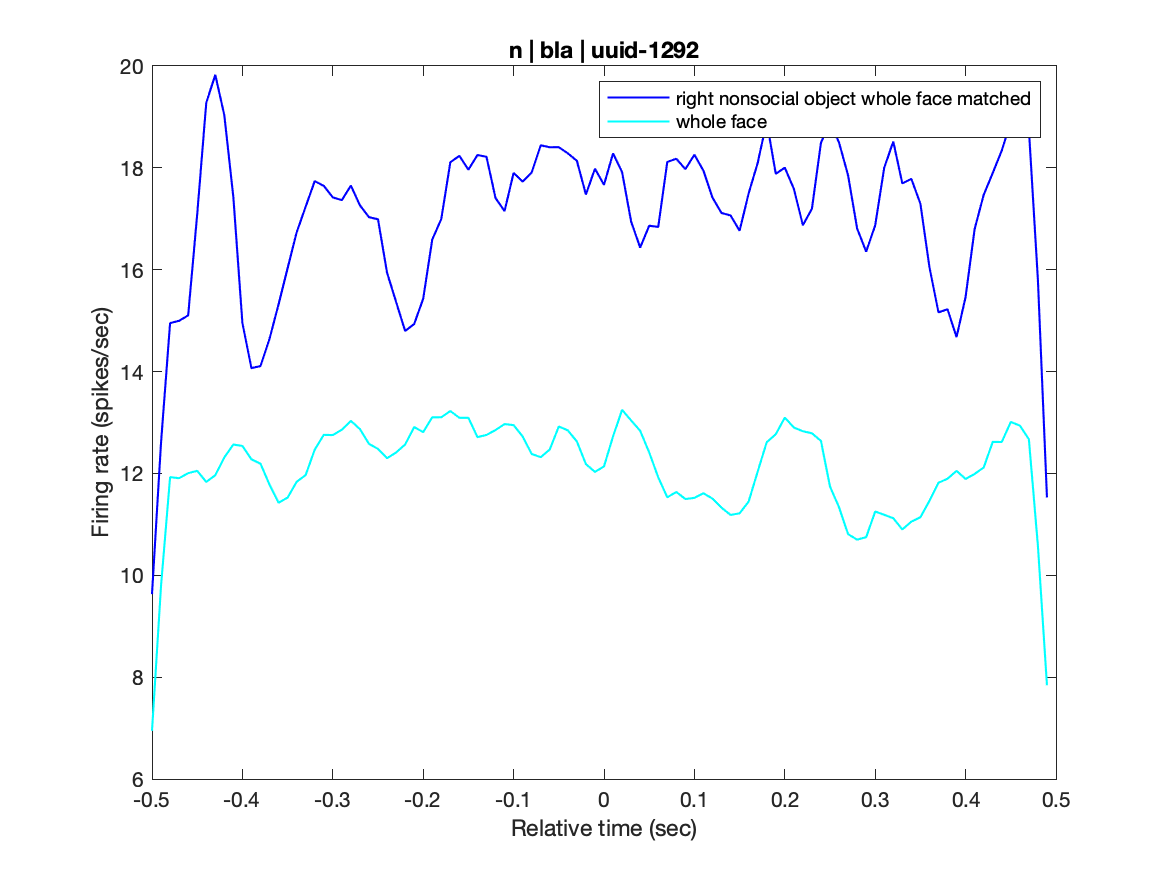 n | bla | uuid-1292
right nonsocial object whole face matched
whole face
20
18
16
14
12
10
8
6
Firing rate (spikes/sec)
-0.5 -0.4 -0.3 -0.2 -0.1 0 0.1 0.2 0.3 0.4 0.5
Relative time (sec)